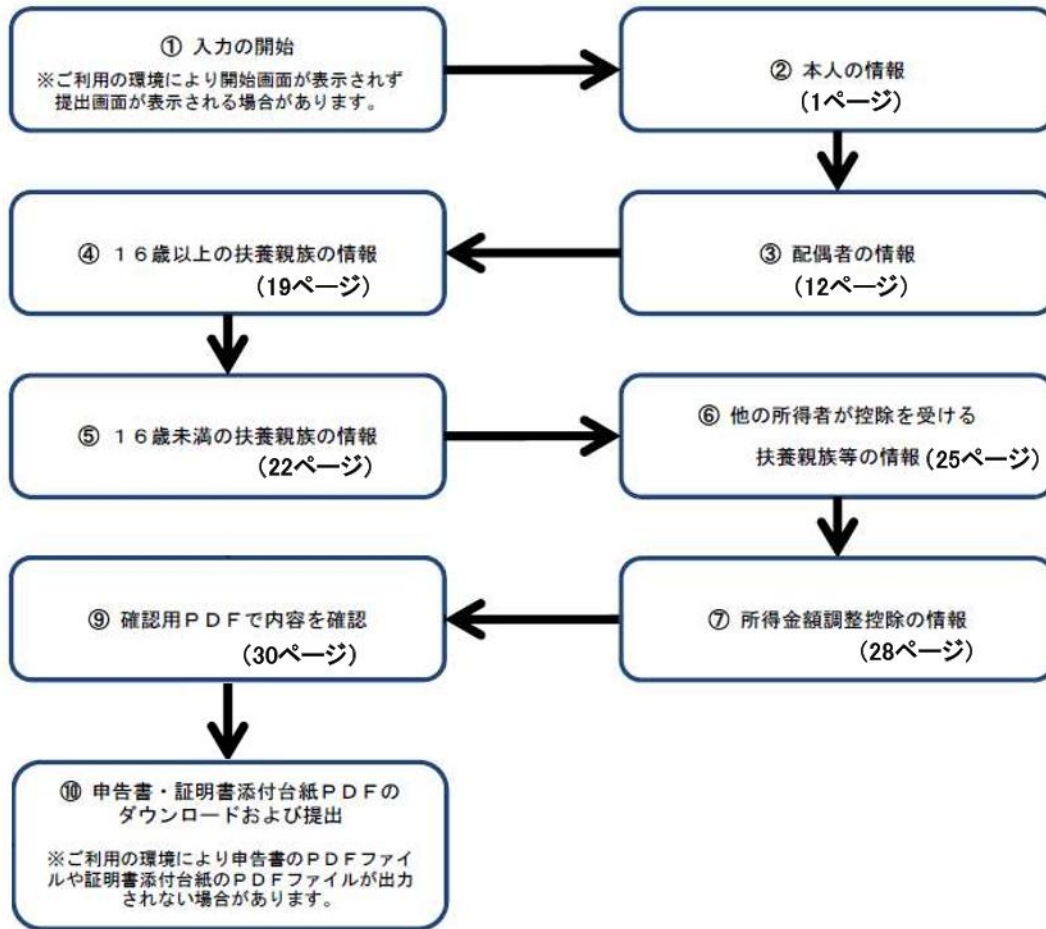 ① 入力の開始
※ご利用の環境により開始画面が表示されず
提出画面が表示される場合があります。
② 本人の情報
(1ページ)
③ 配偶者の情報
(12ページ)
④ １６歳以上の扶養親族の情報
(19ページ)
⑤ １６歳未満の扶養親族の情報
(22ページ)
⑥ 他の所得者が控除を受ける
扶養親族等の情報 (25ページ)
⑦ 所得金額調整控除の情報
(28ページ)
⑨ 確認用ＰＤＦで内容を確認
(30ページ)
⑩ 申告書・証明書添付台紙ＰＤＦの
ダウンロードおよび提出
※ご利用の環境により申告書のＰＤＦファイ
ルや証明書添付台紙のＰＤＦファイルが出力
されない場合があります。